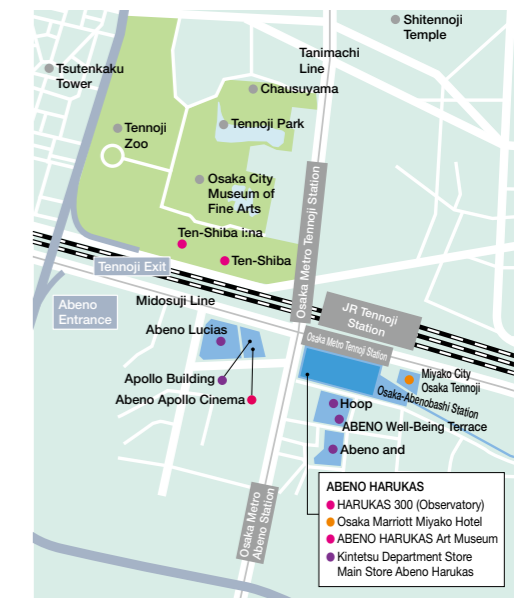 Shitennoji
Temple
Tanimachi
Line
Tsutenkaku
Tower
Chausuyama
Tennoji
Zoo
Tennoji Park
Osaka City
Museum of
Fine Arts
Osaka Metro Tennoji Station
Ten-Shiba i:na
Ten-Shiba
Tennoji Exit
Abeno
Entrance
Midosuji Line
JR Tennoji
Station
Osaka Metro Tennoji Station
Abeno Lucias
Miyako City
Osaka Tennoji
Osaka-Abenobashi Station
Apollo Building
Abeno Apollo Cinema
Hoop
ABENO Well-Being Terrace
Abeno and
Osaka Metro
Abeno Station
ABENO HARUKAS
HARUKAS 300 (Observatory)
Osaka Marriott Miyako Hotel
ABENO HARUKAS Art Museum
Kintetsu Department Store
Main Store Abeno Harukas